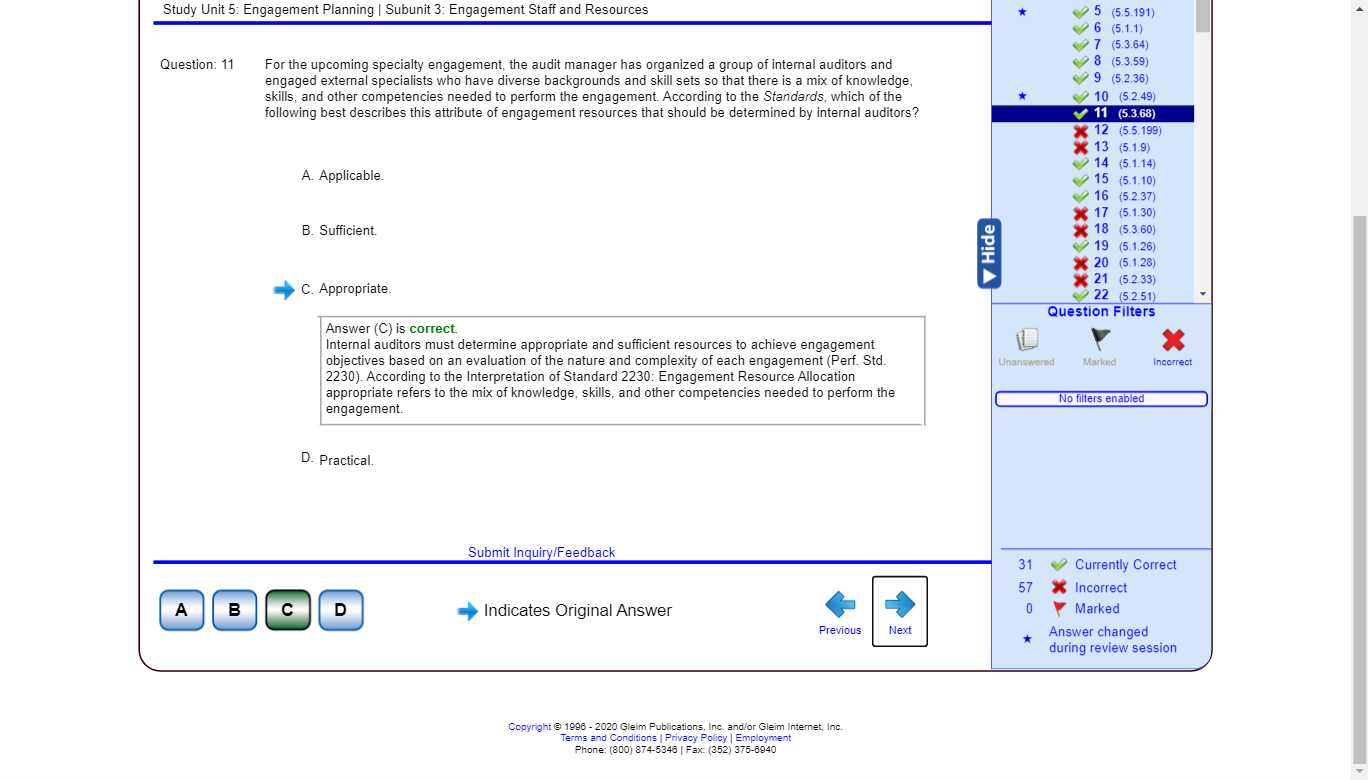 Study Unit 5: Engagement Planning | Subunit 3: Engagement Staff and Resources
Question: 11
For the upcoming specialty engagement, the audit manager has organized a group of internal auditors and
engaged external specialists who have diverse backgrounds and skill sets so that there is a mix of knowledge,
skills, and other competencies needed to perform the engagement. According to the Standards, which of the
following best describes this attribute of engagement resources that should be determined by internal auditors?
A. Applicable.
B. Sufficient.
C. Appropriate.
Answer (C) is correct.
Internal auditors must determine appropriate and sufficient resources to achieve engagement
objectives based on an evaluation of the nature and complexity of each engagement (Perf. Std.
2230). According to the Interpretation of Standard 2230: Engagement Resource Allocation
appropriate refers to the mix of knowledge, skills, and other competencies needed to perform the
engagement.
D. Practical.
Submit Inquiry/Feedback
A B C D
Indicates Original Answer
Previous
Next
5 (5.5.191)
6 (5.1.1)
7 (5.3.64)
8 (5.3.59)
9 (5.2.36)
10 (5.2.49)
11 (5.3.68)
12 (5.5.199)
13 (5.1.9)
14 (5.1.14)
15 (5.1.10)
16 (5.2.37)
17 (5.1.30)
18 (5.3.60)
19 (5.1.26)
20 (5.1.28)
21 (5.2.33)
22 (5.2.51)
Hide
Question Filters
Unanswered
Marked
Incorrect
No filters enabled
31 Currently Correct
57 Incorrect
0 Marked
Answer changed
during review session
Copyright © 1996 - 2020 Gleim Publications, Inc. and/or Gleim Internet, Inc.
Terms and Conditions | Privacy Policy | Employment
Phone: (800) 874-5346 | Fax: (352) 375-6940